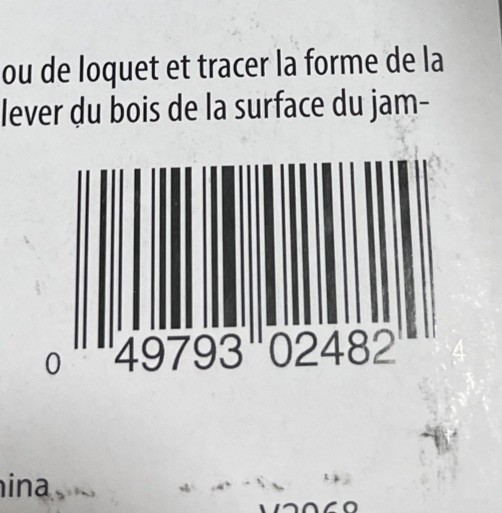 ou de loquet et tracer la forme de la
lever du bois de la surface du jam-
0 49793 02482 4
ina